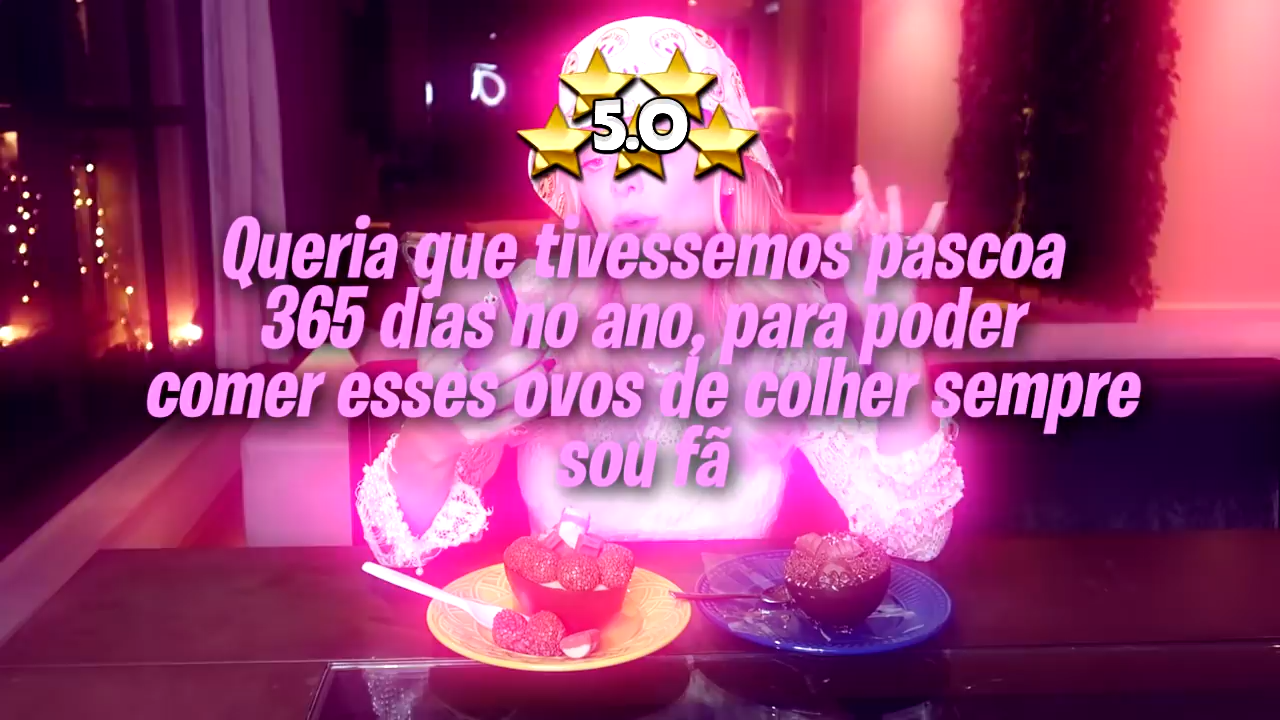 5.0
Queria que tivessemos pascoa
365 dias no ano, para poder
comer esses ovos de colher sempre
sou fã